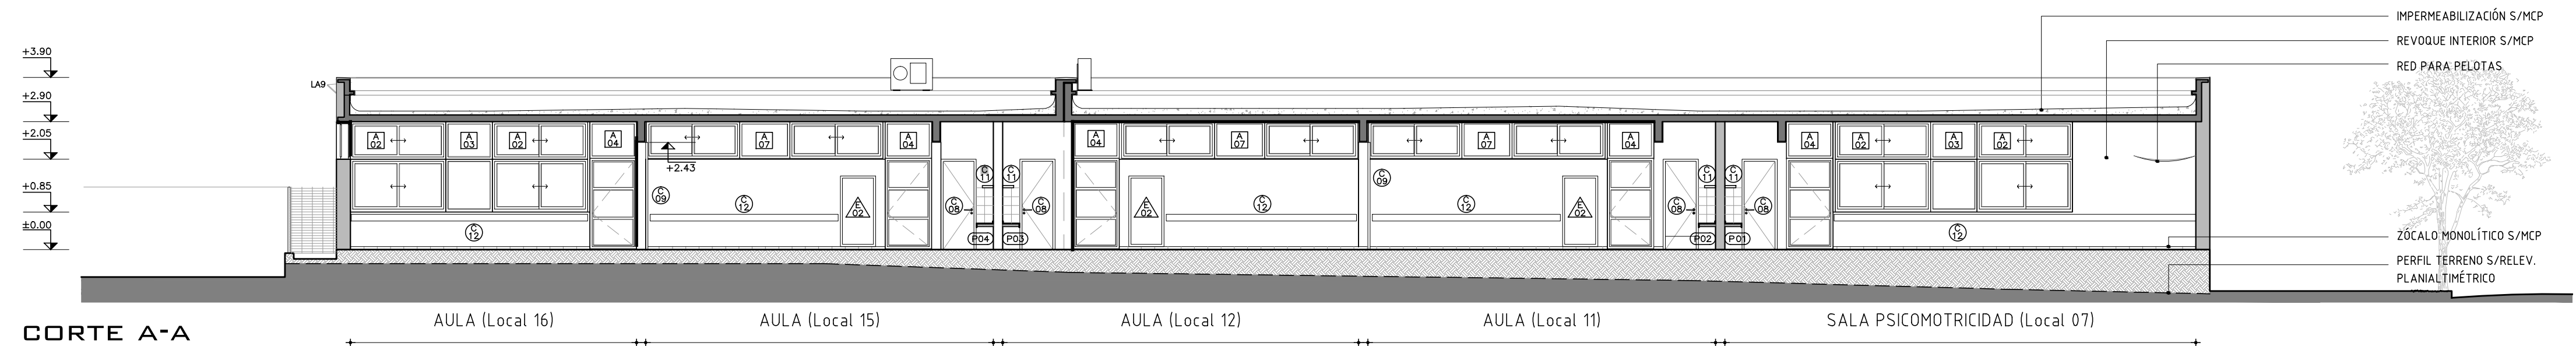 IMPERMEABILIZACIÓN S/MCP
REVOQUE INTERIOR S/MCP
RED PARA PELOTAS
+3.90
+2.90
+2.05
+0.85
±0.00
LA9
A 02
A 03
A 02
A 04
A 07
A 04
A 04
A 07
A 07
A 04
A 04
A 02
A 03
A 02
+2.43
C 09
C 12
C 12
E 02
C 08
C 11
C 11
C 08
E 02
C 12
C 09
C 12
E 02
C 08
C 11
C 11
C 08
C 12
P04
P03
P02
P01
ZÓCALO MONOLÍTICO S/MCP
PERFIL TERRENO S/RELEV.
PLANIALTIMÉTRICO
CORTE A-A
AULA (Local 16)
AULA (Local 15)
AULA (Local 12)
AULA (Local 11)
SALA PSICOMOTRICIDAD (Local 07)